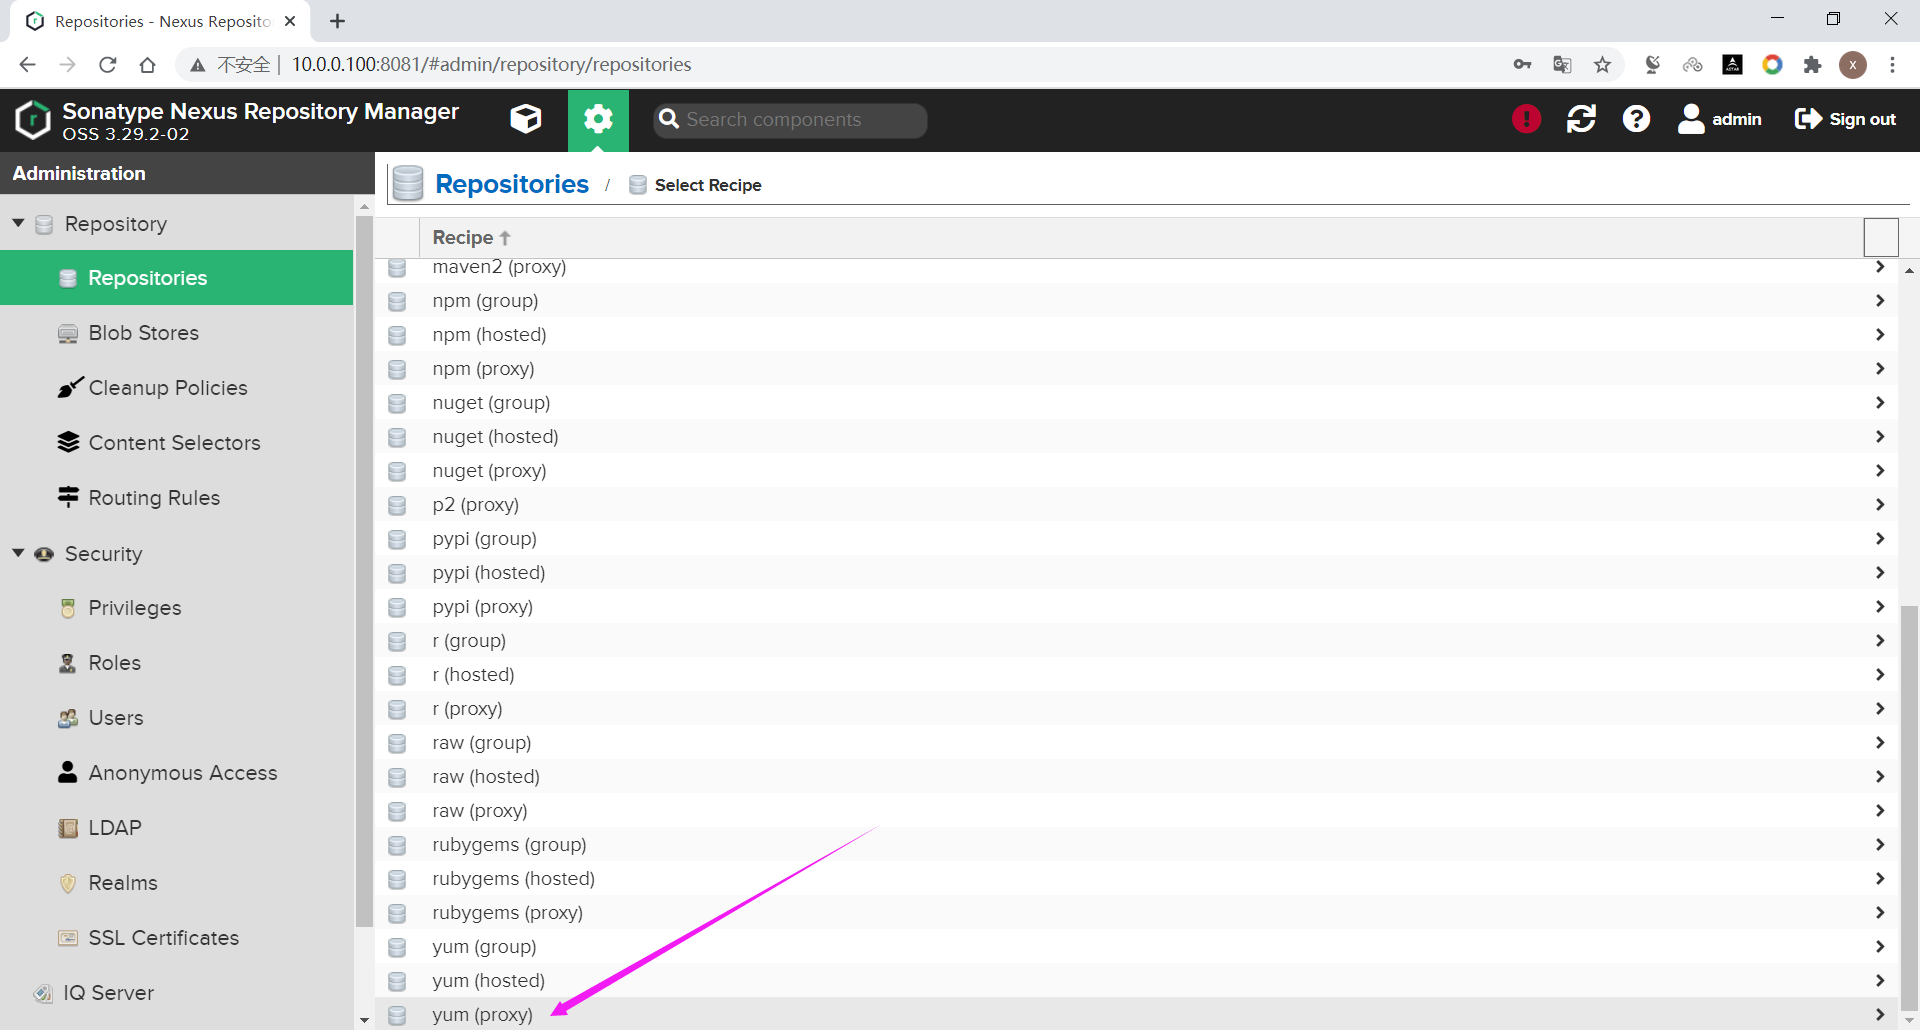 Repositories - Nexus Reposito
不安全 | 10.0.0.100:8081/#admin/repository/repositories
X
Sonatype Nexus Repository Manager
OSS 3.29.2-02
Search components
admin
Sign out
Administration
Repositories / Select Recipe
Repository
Repositories
Blob Stores
Cleanup Policies
Content Selectors
Routing Rules
Security
Privileges
Roles
Users
Anonymous Access
LDAP
Realms
SSL Certificates
IQ Server
Recipe
maven2 (proxy)
npm (group)
npm (hosted)
npm (proxy)
nuget (group)
nuget (hosted)
nuget (proxy)
p2 (proxy)
pypi (group)
pypi (hosted)
pypi (proxy)
r (group)
r (hosted)
r (proxy)
raw (group)
raw (hosted)
raw (proxy)
rubygems (group)
rubygems (hosted)
rubygems (proxy)
yum (group)
yum (hosted)
yum (proxy)